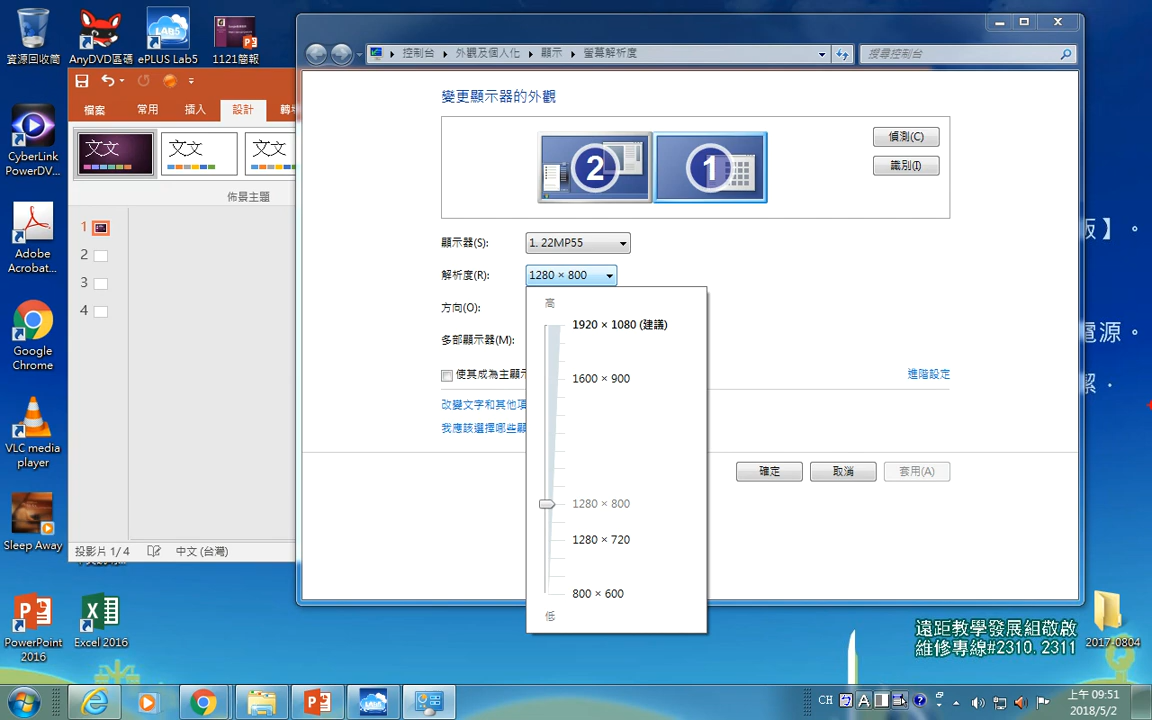 資源回收筒
AnyDVD區碼
ePLUS Lab5
1121簡報
CyberLink
PowerDV...
Adobe
Acrobat...
Google
Chrome
VLC media
player
Sleep Away
PowerPoint
2016
Excel 2016
檔案
常用
插入
設計
轉場
文文
文文
文文
佈景主題
1
2
3
4
投影片 1/ 4
中文 (台灣)
控制台
外觀及個人化
顯示
螢幕解析度
搜尋控制台
變更顯示器的外觀
2
1
偵測(C)
識別(I)
顯示器(S):
1. 22MP55
解析度(R):
1280 × 800
方向(O):
多部顯示器(M):
使其成為主顯示
進階設定
改變文字和其他項
我應該選擇哪些顯
高
1920 × 1080 (建議)
1600 × 900
1280 × 800
1280 × 720
800 × 600
低
確定
取消
套用(A)
版】。
電源。
潔．
遠距教學發展組敬啟
維修專線#2310. 2311
2017-0804
CH
A
上午 09:51
2018/5/2